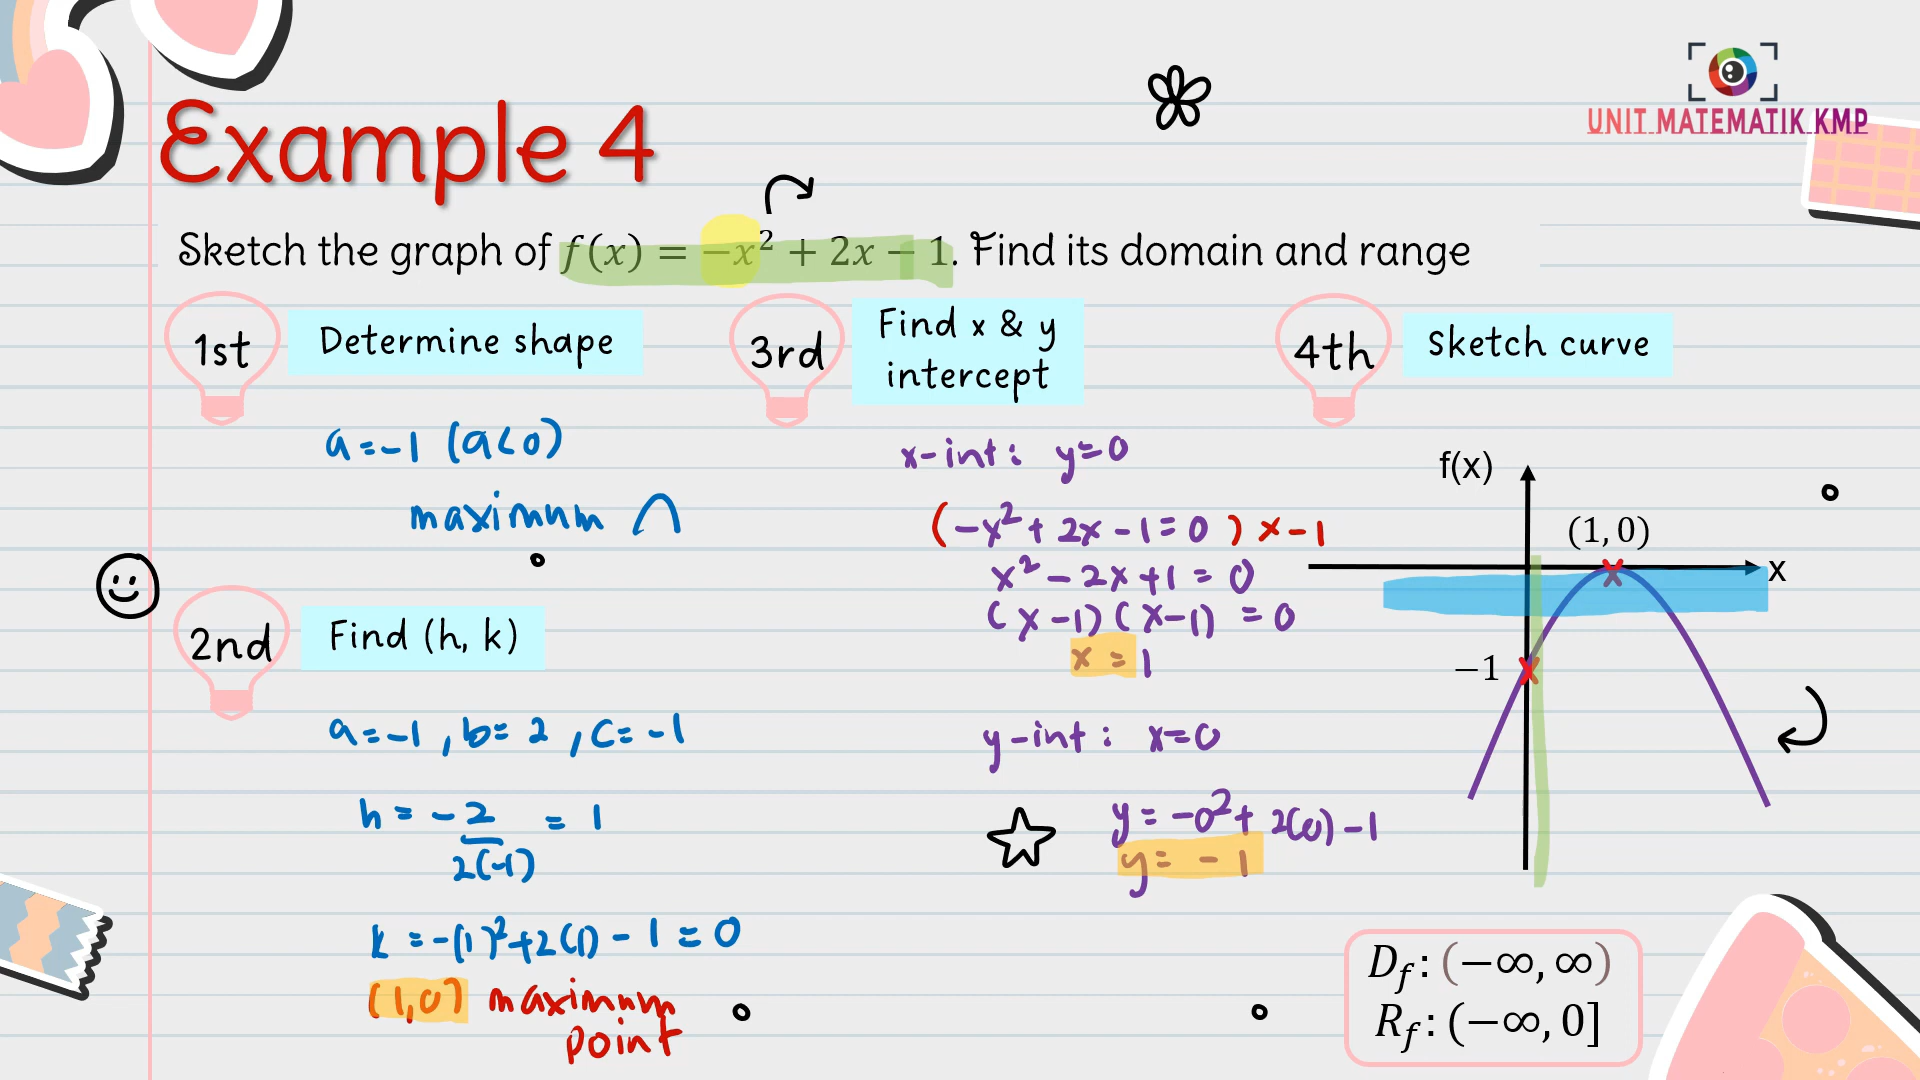 UNIT MATEMATIK KMP
Example 4
Sketch the graph of f(x) = −x² + 2x − 1. Find its domain and range
1st
Determine shape
a = -1 (a < 0)
maximum
2nd
Find (h, k)
a = -1, b = 2, c = -1
h = -2/2(-1) = 1
k = -(1)² + 2(1) - 1 = 0
(1,0) maximum
point
3rd
Find x & y
intercept
x-int: y=0
(-x² + 2x - 1 = 0) x -1
x² - 2x + 1 = 0
(x-1)(x-1) = 0
x = 1
y-int: x=0
y = -0² + 2(0) - 1
y = -1
4th
Sketch curve
f(x)
(1, 0)
x
−1
D_f: (−∞, ∞)
R_f: (−∞, 0]